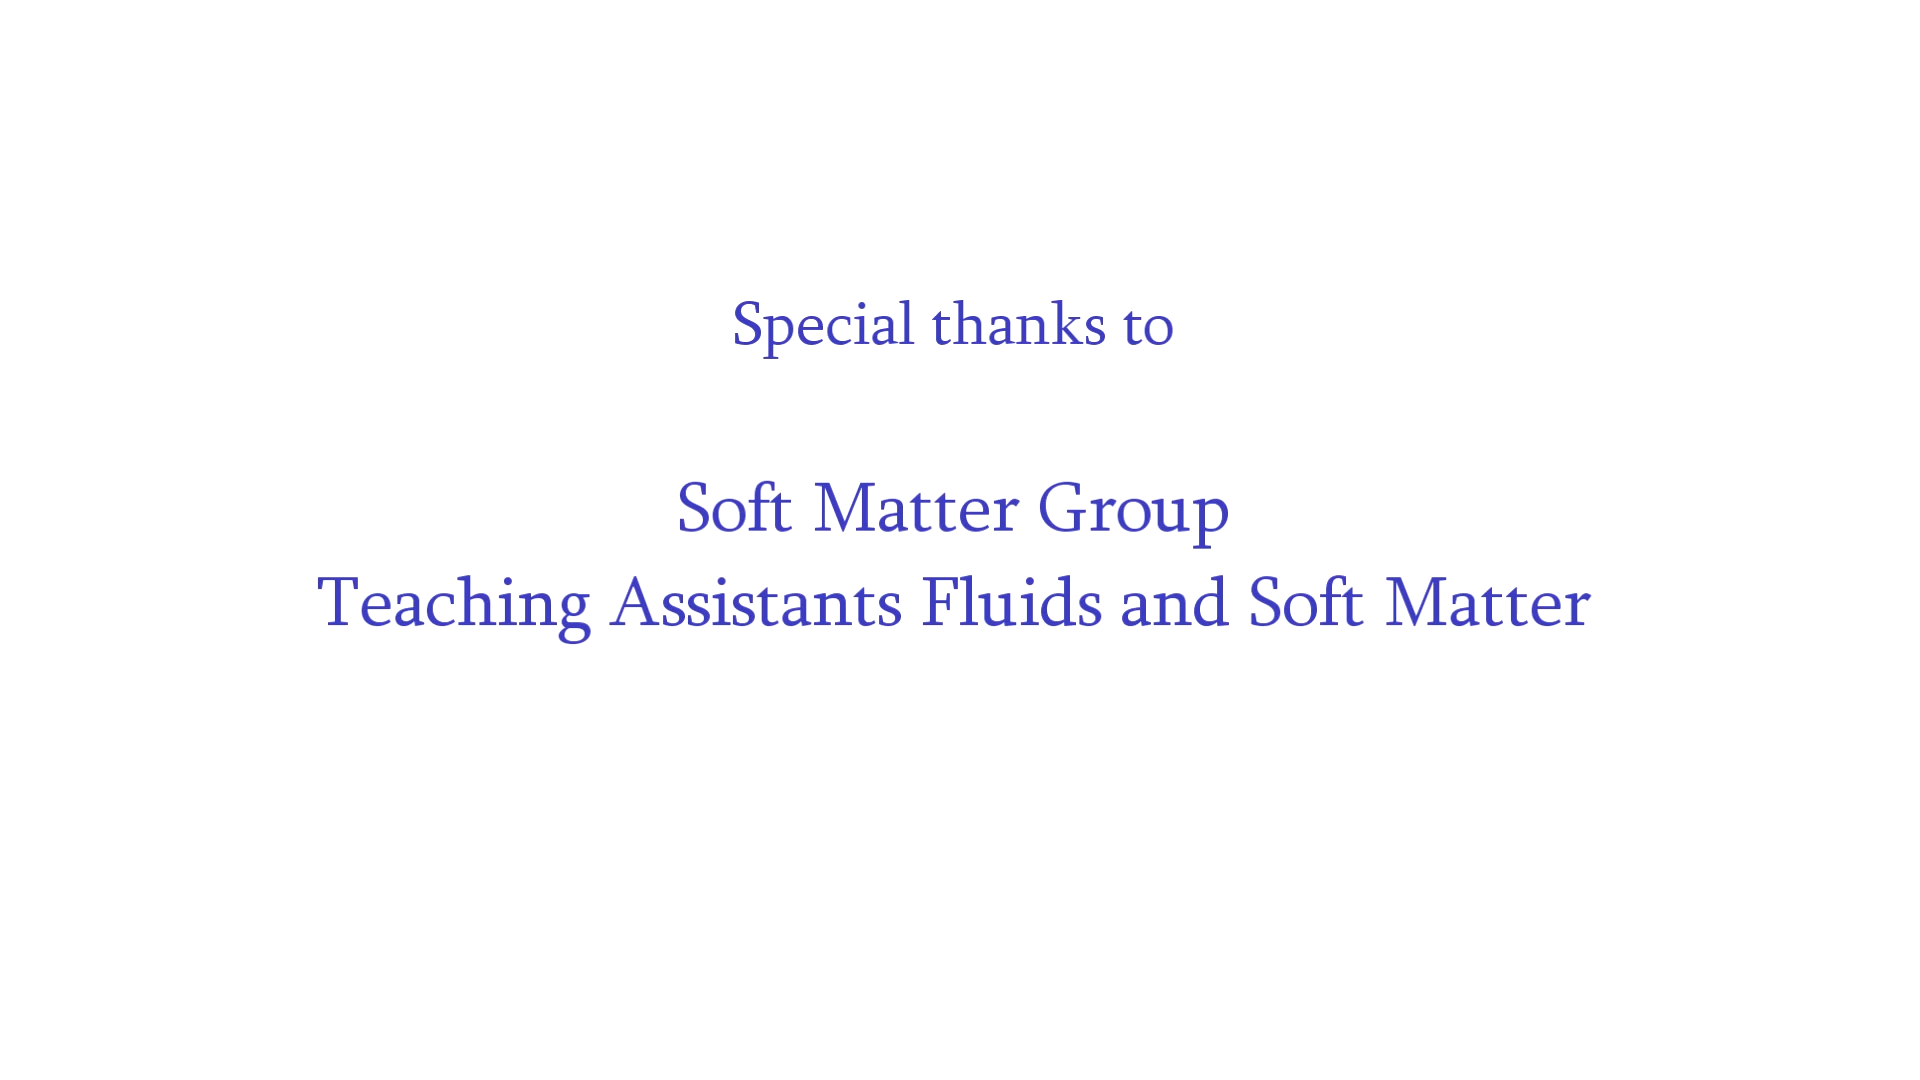 Special thanks to
Soft Matter Group
Teaching Assistants Fluids and Soft Matter